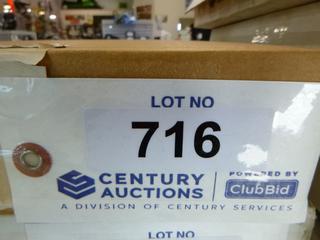 LOT NO
716
CENTURY
AUCTIONS
POWERED BY
ClubBid
A DIVISION OF CENTURY SERVICES
LOT NO